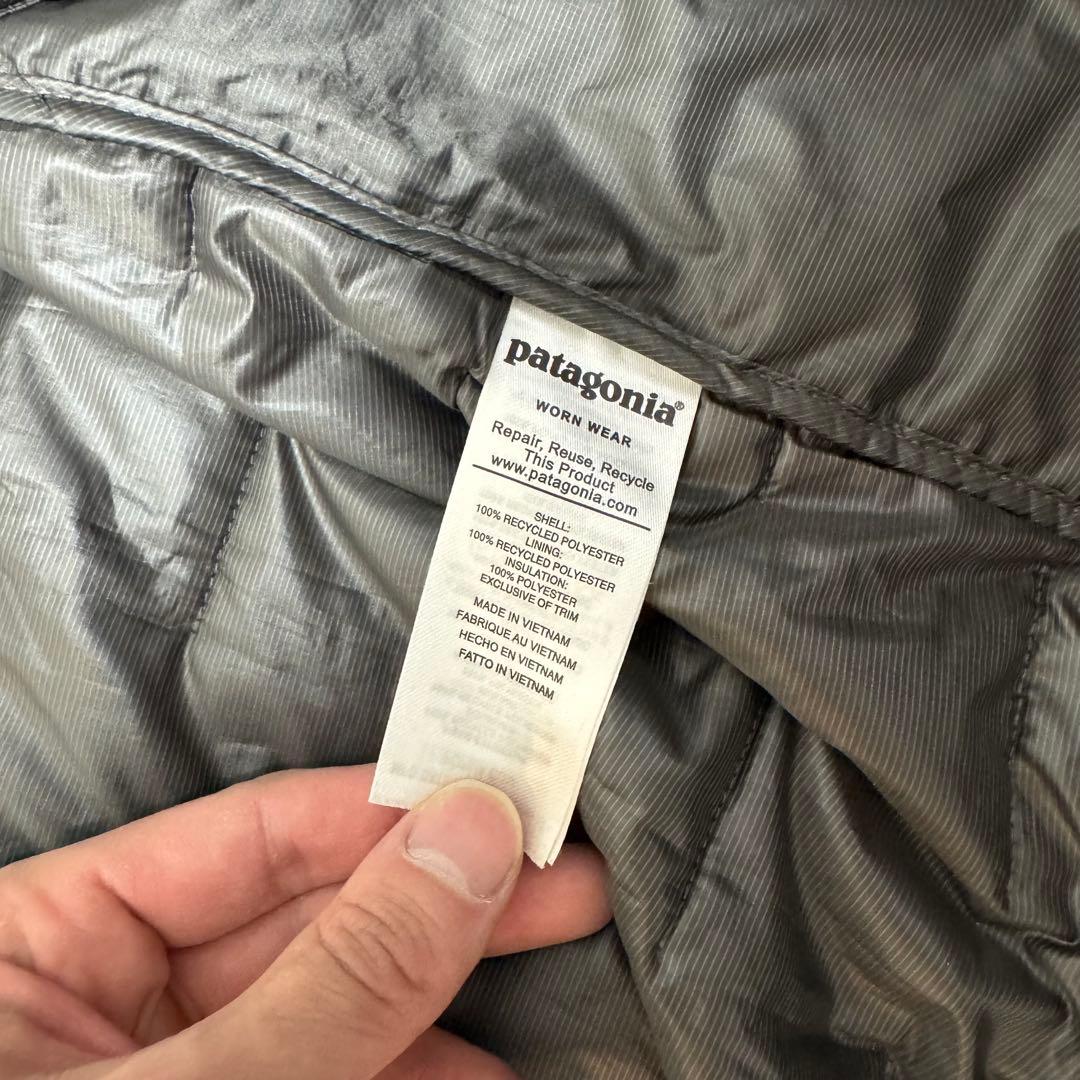 patagonia®
WORN WEAR
Repair, Reuse, Recycle
This Product
www.patagonia.com
SHELL:
100% RECYCLED POLYESTER
LINING:
100% RECYCLED POLYESTER
INSULATION:
100% POLYESTER
EXCLUSIVE OF TRIM
MADE IN VIETNAM
FABRIQUE AU VIETNAM
HECHO EN VIETNAM
FATTO IN VIETNAM